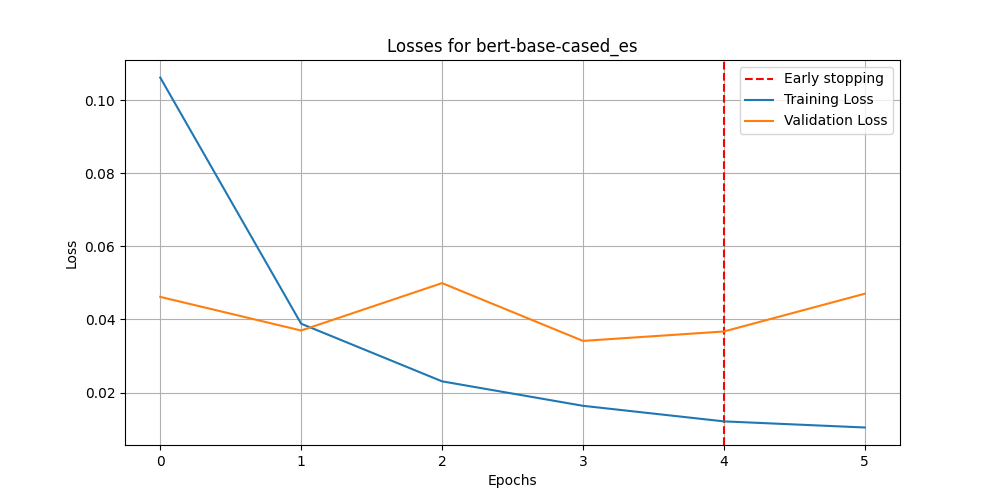 Losses for bert-base-cased_es
Early stopping
Training Loss
Validation Loss
0.10
0.08
0.06
0.04
0.02
Loss
0 1 2 3 4 5
Epochs